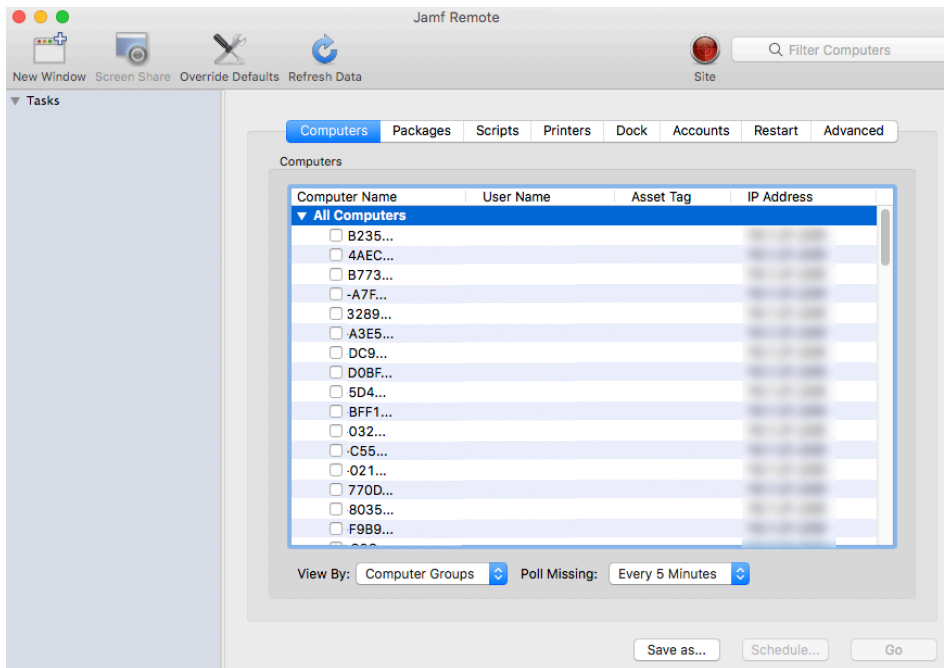 Jamf Remote
New Window Screen Share Override Defaults Refresh Data Site Filter Computers
Tasks
Computers Packages Scripts Printers Dock Accounts Restart Advanced
Computers
Computer Name User Name Asset Tag IP Address
All Computers
B235...
4AEC...
B773...
-A7F...
3289...
A3E5...
DC9...
D0BF...
5D4...
BFF1...
032...
C55...
021...
770D...
8035...
F9B9...
View By: Computer Groups Poll Missing: Every 5 Minutes
Save as... Schedule... Go